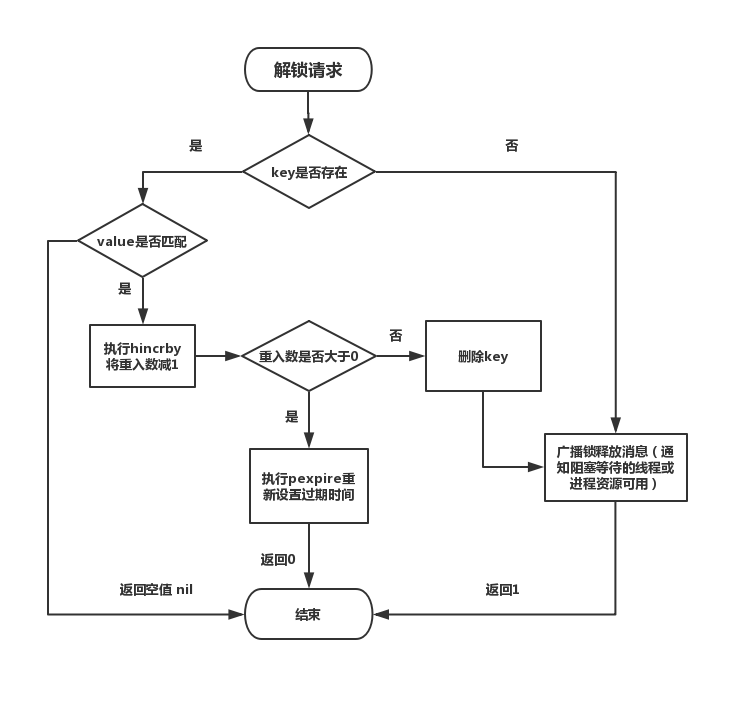 解锁请求
是
否
key是否存在
value是否匹配
是
执行hincrby
将重入数减1
重入数是否大于0
否
删除key
是
广播锁释放消息（通
知阻塞等待的线程或
进程资源可用）
执行pexpire重
新设置过期时间
返回0
返回空值 nil
返回1
结束